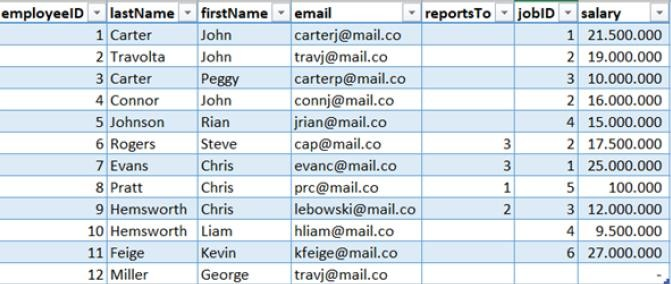 employeeID lastName firstName email reportsTo jobID salary
1 Carter John carterj@mail.co 1 21.500.000
2 Travolta John travj@mail.co 2 19.000.000
3 Carter Peggy carterp@mail.co 3 10.000.000
4 Connor John connj@mail.co 2 16.000.000
5 Johnson Rian jrian@mail.co 4 15.000.000
6 Rogers Steve cap@mail.co 3 2 17.500.000
7 Evans Chris evanc@mail.co 3 1 25.000.000
8 Pratt Chris prc@mail.co 1 5 100.000
9 Hemsworth Chris lebowski@mail.co 2 3 12.000.000
10 Hemsworth Liam hliam@mail.co 4 9.500.000
11 Feige Kevin kfeige@mail.co 6 27.000.000
12 Miller George travj@mail.co -